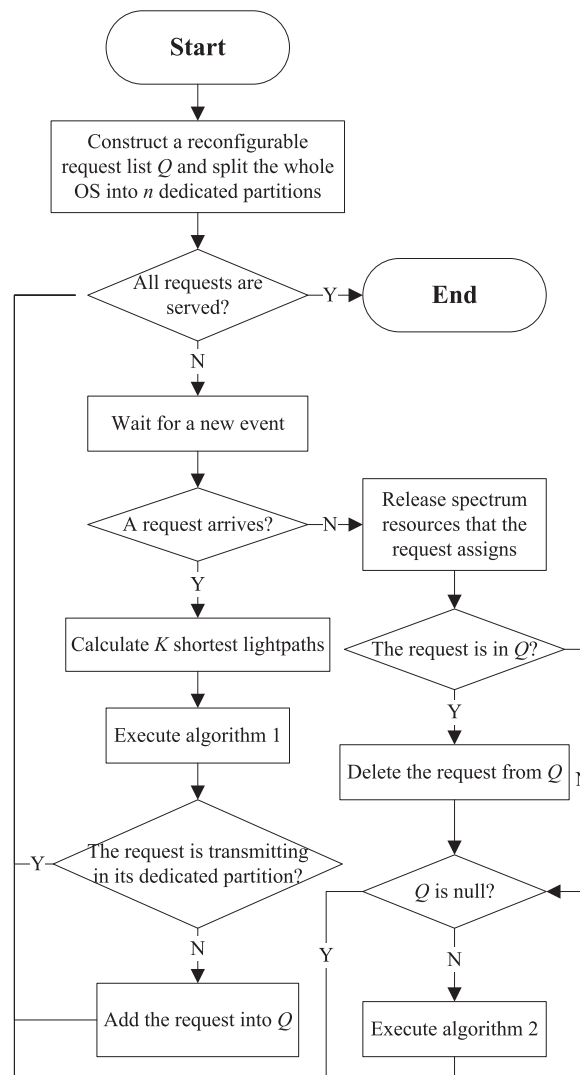 Start
Construct a reconfigurable
request list Q and split the whole
OS into n dedicated partitions
All requests are
served?
Y
End
N
Wait for a new event
A request arrives?
N
Release spectrum
resources that the
request assigns
Y
Calculate K shortest lightpaths
The request is in Q?
Y
Execute algorithm 1
Delete the request from Q
N
The request is transmitting
in its dedicated partition?
Y
Q is null?
N
Y
N
Add the request into Q
Execute algorithm 2